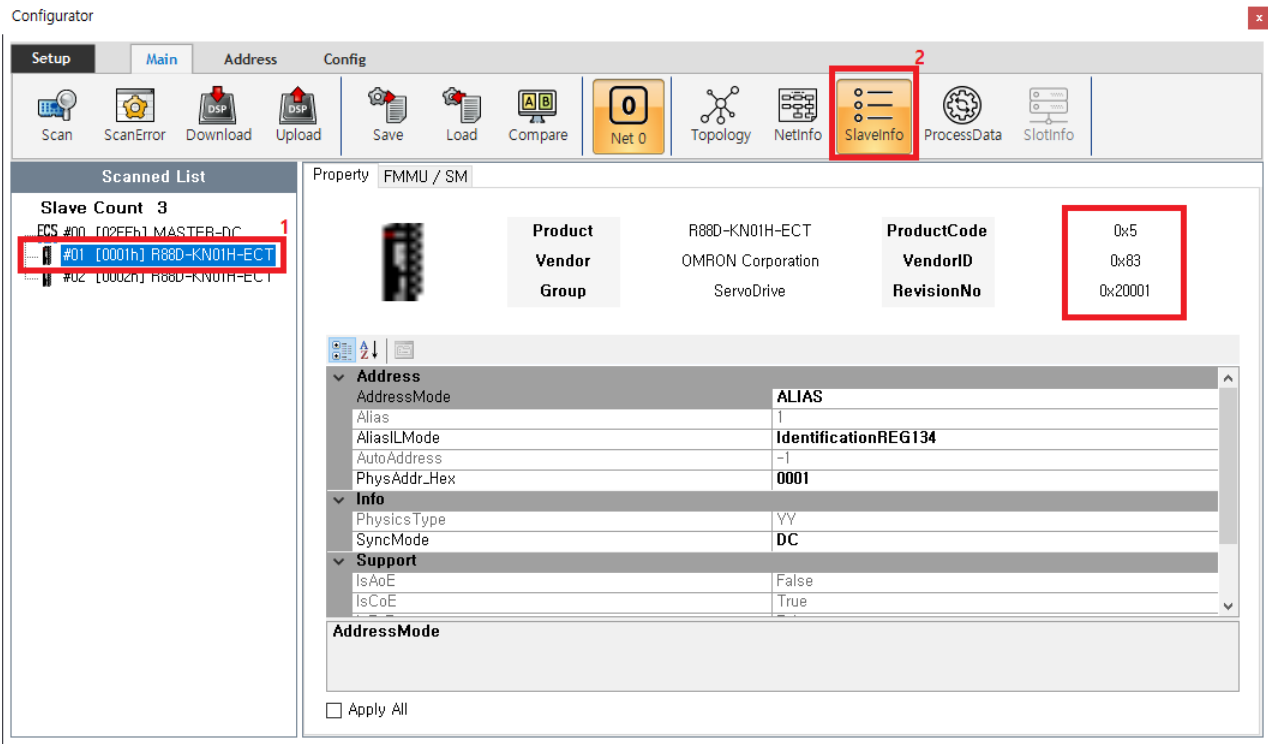 Configurator
x
Setup Main Address Config
2
DSP DSP A B 0
Scan ScanError Download Upload Save Load Compare Net 0 Topology NetInfo SlaveInfo ProcessData SlotInfo
Scanned List
Slave Count 3
ECS #00 [02EEh] MASTER-DC
1
#01 [0001h] R88D-KN01H-ECT
#02 [0002h] R88D-KN01H-ECT
Property FMMU / SM
Product R88D-KN01H-ECT ProductCode 0x5
Vendor OMRON Corporation VendorID 0x83
Group ServoDrive RevisionNo 0x20001
A
Z
Address
AddressMode ALIAS
Alias 1
AliasILMode IdentificationREG134
AutoAddress -1
PhysAddr_Hex 0001
Info
PhysicsType YY
SyncMode DC
Support
IsAoE False
IsCoE True
AddressMode
Apply All